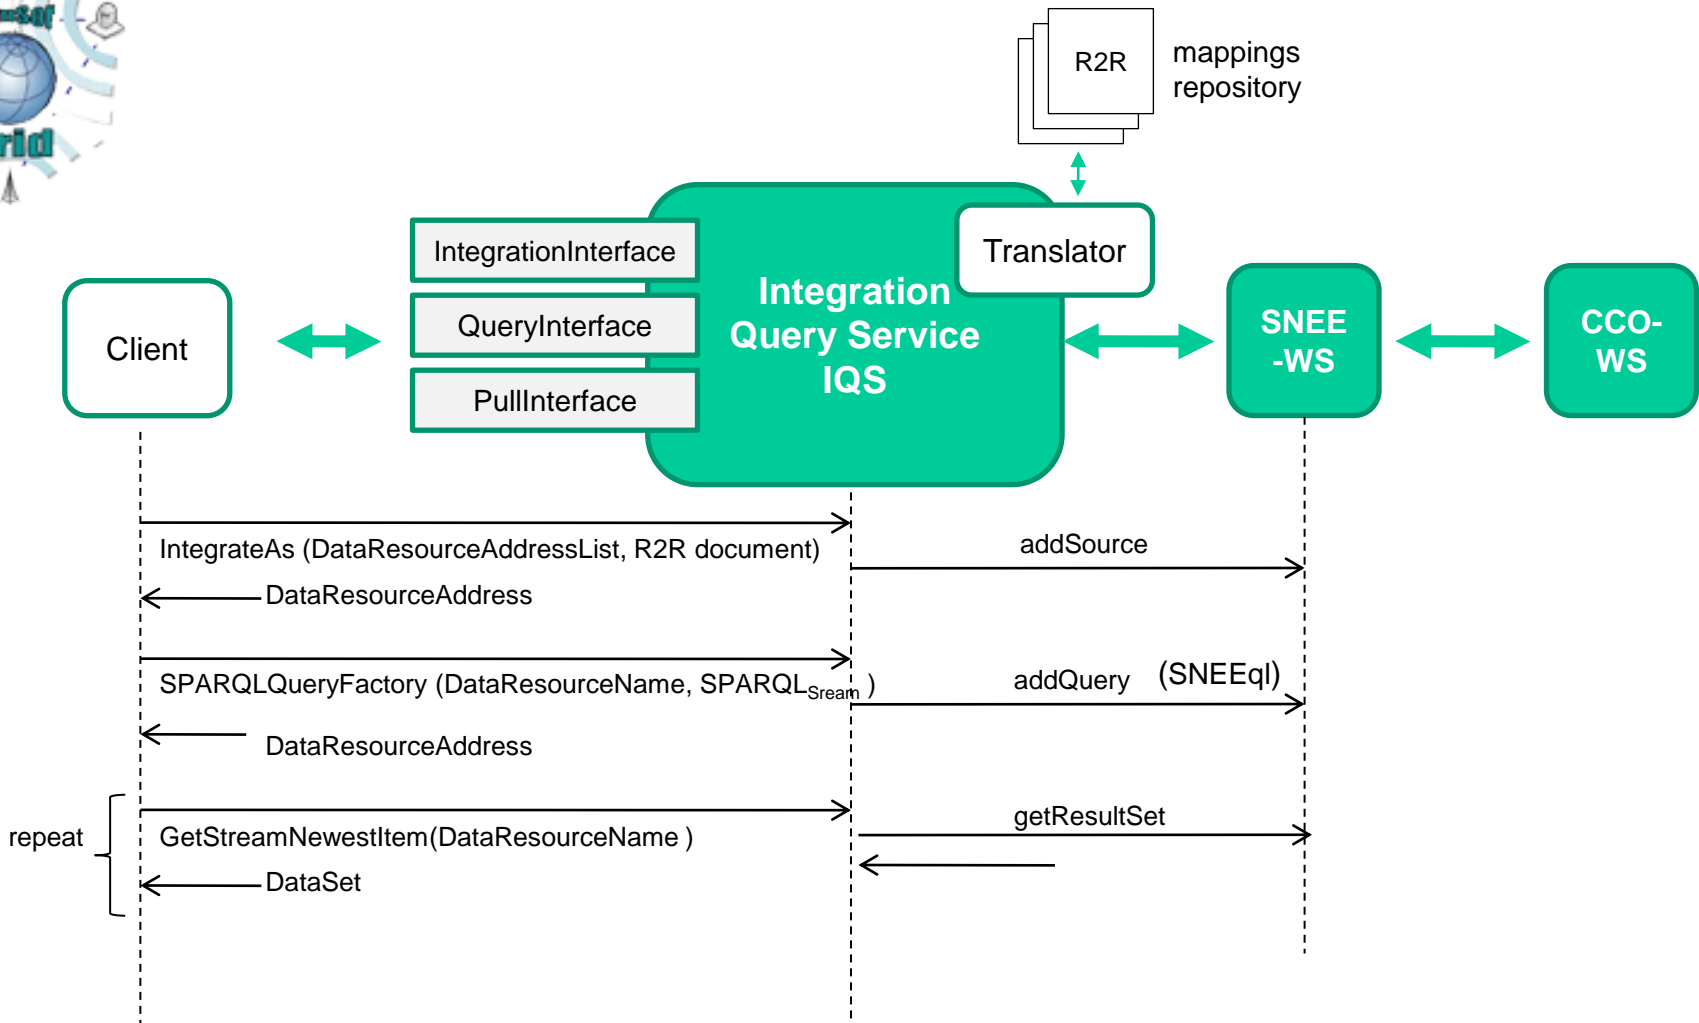 R2R
mappings
repository
IntegrationInterface
QueryInterface
PullInterface
Integration
Query Service
IQS
Translator
Client
SNEE
-WS
CCO-
WS
IntegrateAs (DataResourceAddressList, R2R document)
addSource
DataResourceAddress
SPARQLQueryFactory (DataResourceName, SPARQLSream )
addQuery (SNEEql)
DataResourceAddress
repeat
GetStreamNewestItem(DataResourceName )
getResultSet
DataSet